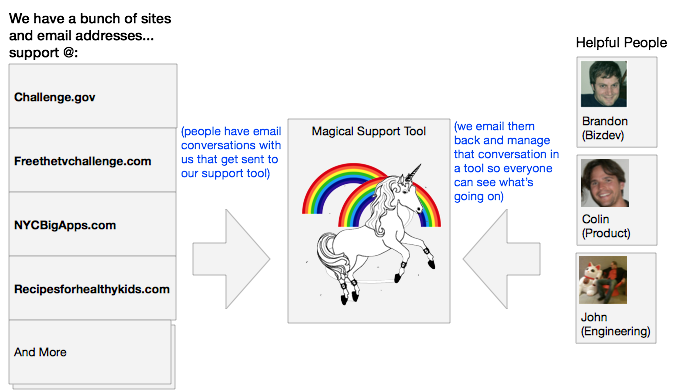 We have a bunch of sites
and email addresses...
support @:
Challenge.gov
Freethetvchallenge.com
NYCBigApps.com
Recipesforhealthykids.com
And More
(people have email
conversations with
us that get sent to
our support tool)
Magical Support Tool
(we email them
back and manage
that conversation in
a tool so everyone
can see what's
going on)
Helpful People
Brandon
(Bizdev)
Colin
(Product)
John
(Engineering)